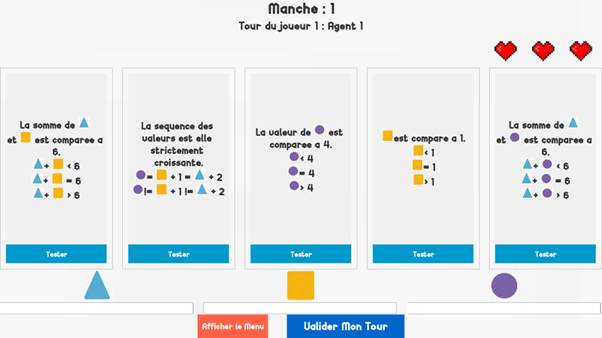 Manche : 1
Tour du joueur 1 : Agent 1
La somme de
et est comparee a
6.
+ < 6
+ = 6
+ > 6
Tester
La sequence des
valeurs est elle
strictement
croissante.
= + 1 = + 2
!= + 1 != + 2
Tester
La valeur de est
comparee a 4.
< 4
= 4
> 4
Tester
est compare a 1.
< 1
= 1
> 1
Tester
La somme de
et est comparee a
6.
+ < 6
+ = 6
+ > 6
Tester
Afficher le Menu
Valider Mon Tour